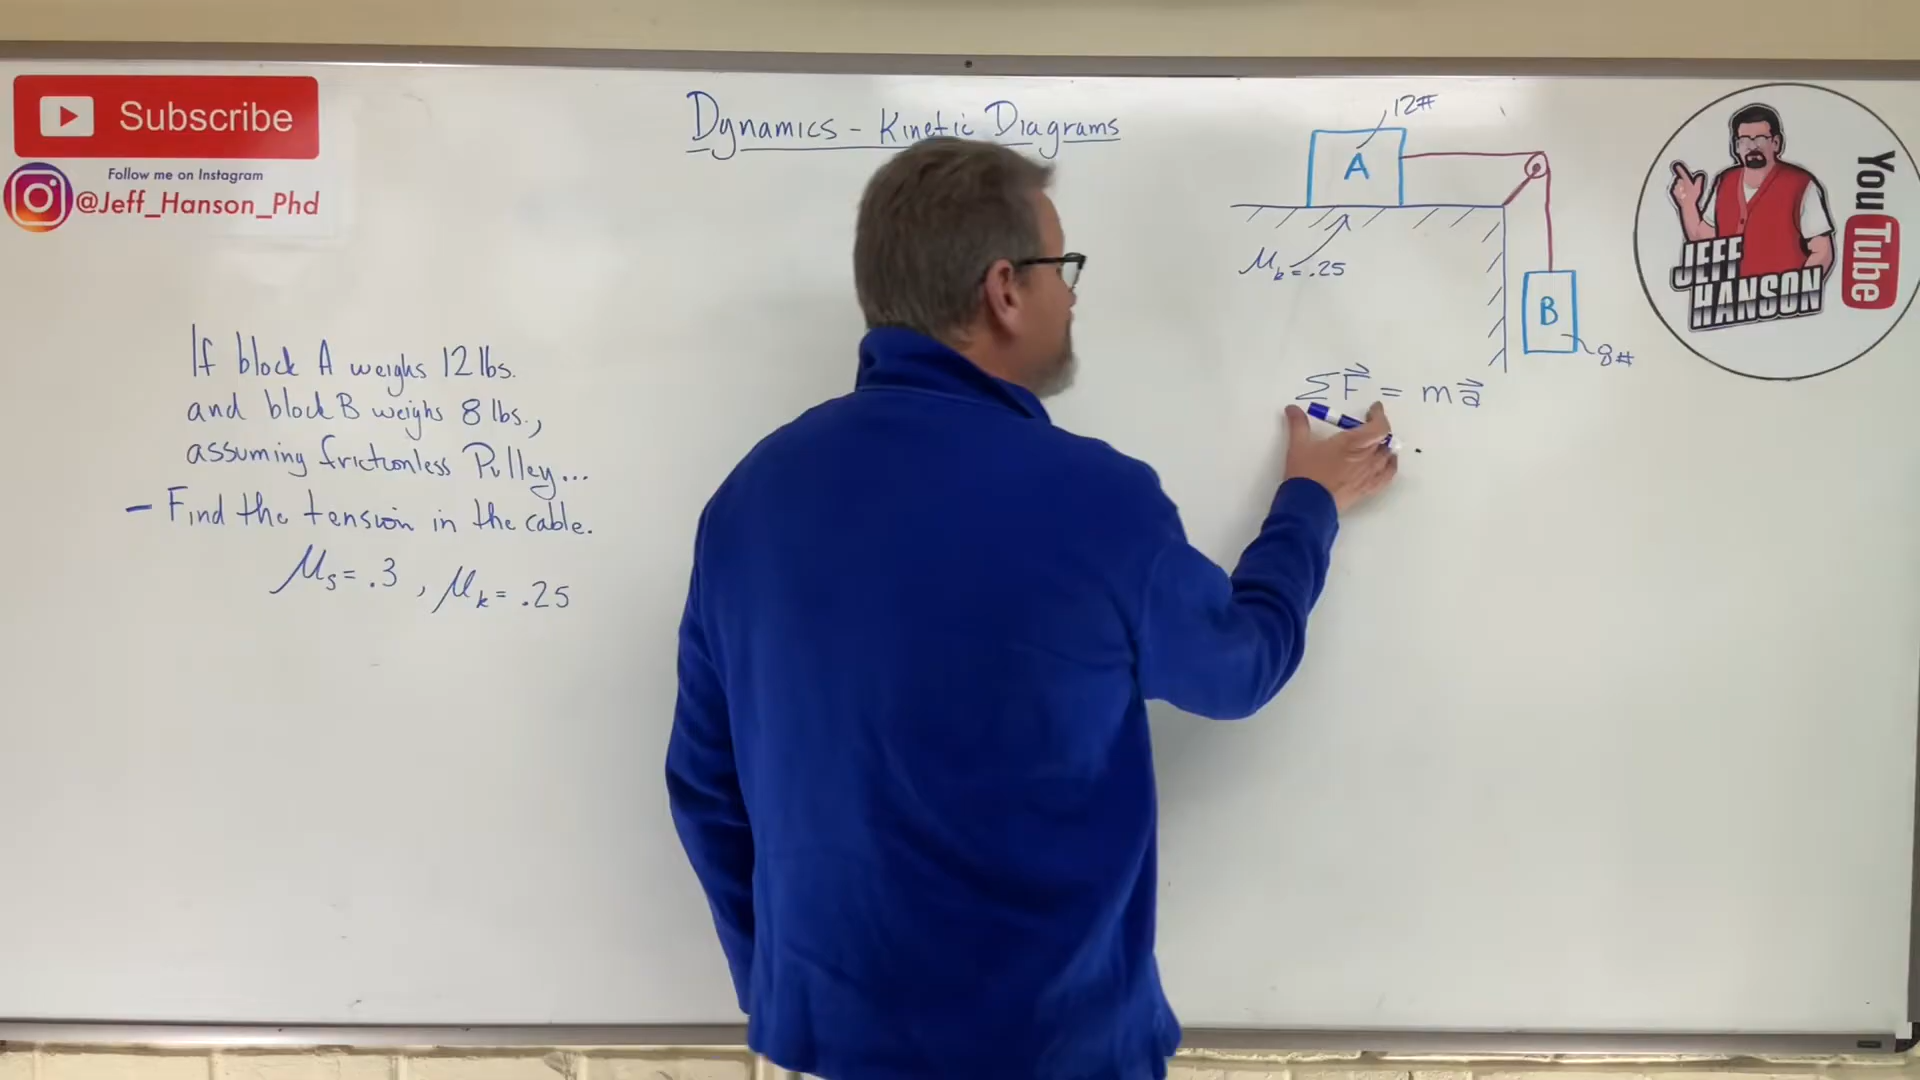 Subscribe
Follow me on Instagram
@Jeff_Hanson_Phd
Dynamics - Kinetic Diagrams
If block A weighs 12 lbs.
and block B weighs 8 lbs.,
assuming frictionless Pulley...
- Find the tension in the cable.
μs = .3 , μk = .25
12#
A
μk = .25
B
8#
ΣF⃗ = ma⃗
JEFF
HANSON
YouTube